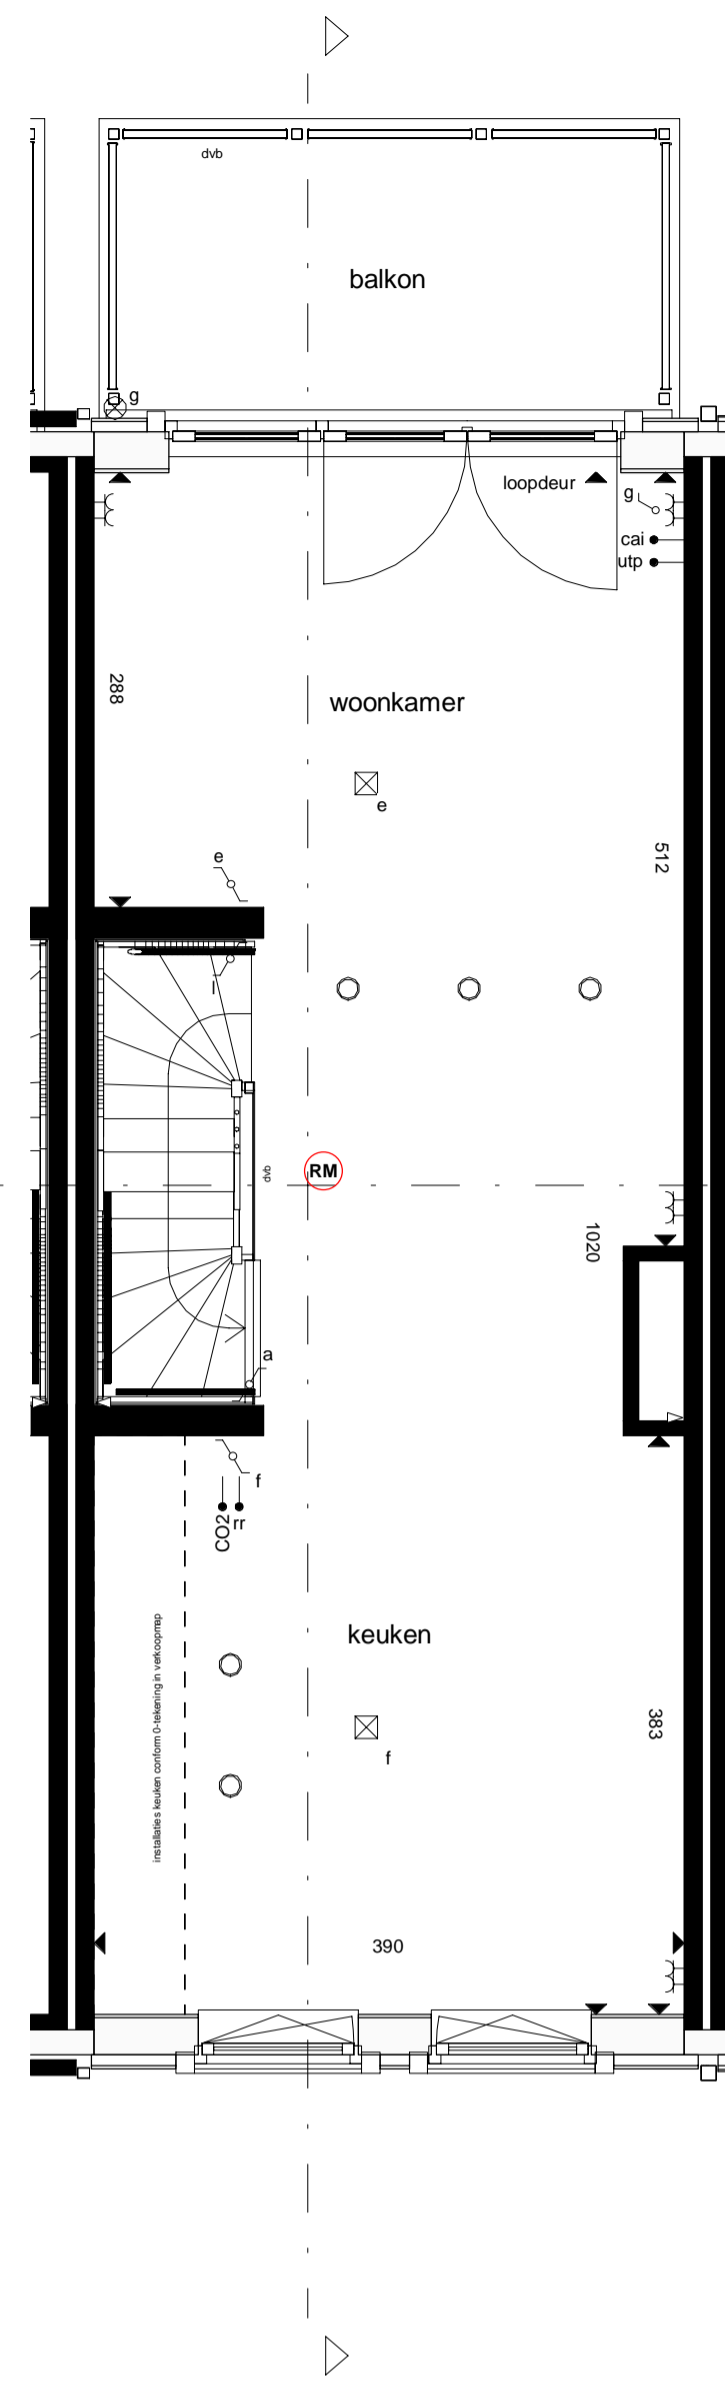 dvb
balkon
g
loopdeur
g
cai
utp
288
woonkamer
e
512
e
l
RM
dvb
1020
a
f
CO2
rr
keuken
installaties keuken conform 0-tekening in verkoopmap
383
f
390